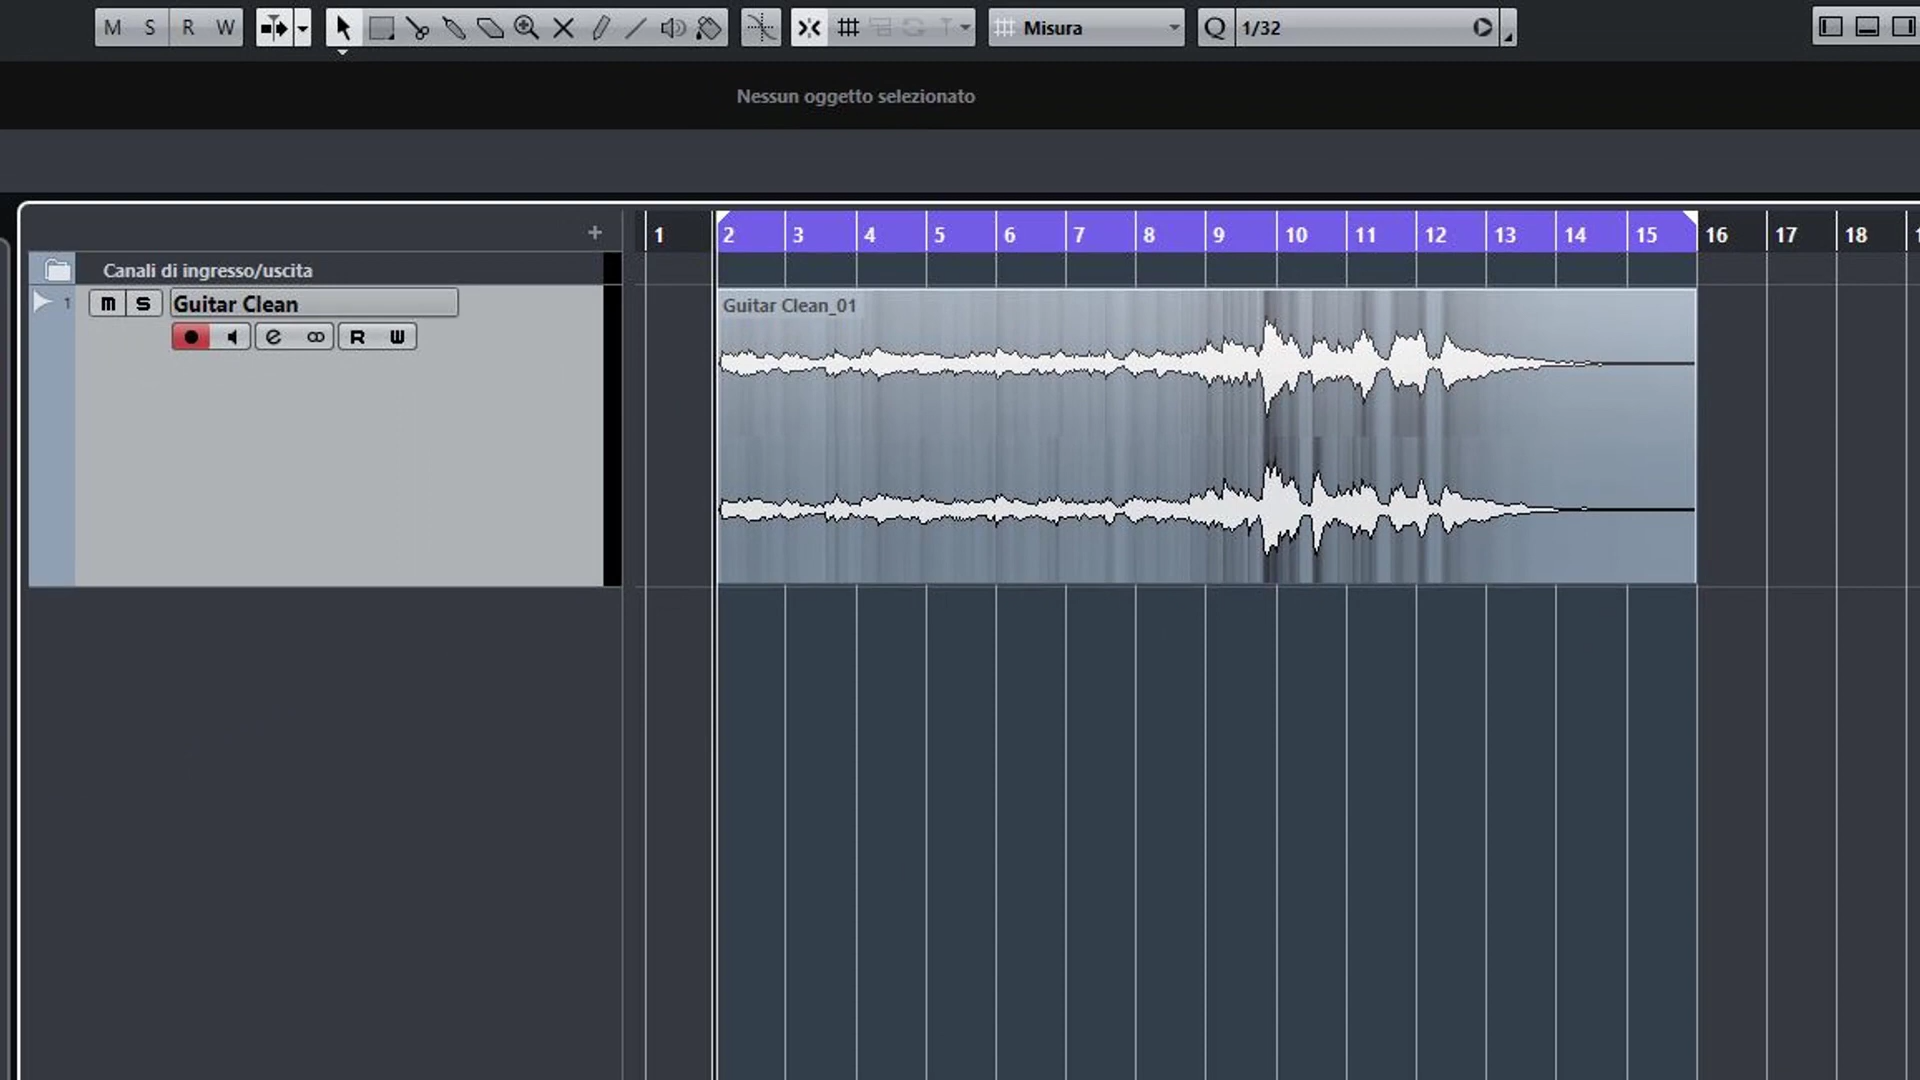 M S R W
Misura
Q 1/32
Nessun oggetto selezionato
+
1 2 3 4 5 6 7 8 9 10 11 12 13 14 15 16 17 18
Canali di ingresso/uscita
1 m S Guitar Clean
e R W
Guitar Clean_01